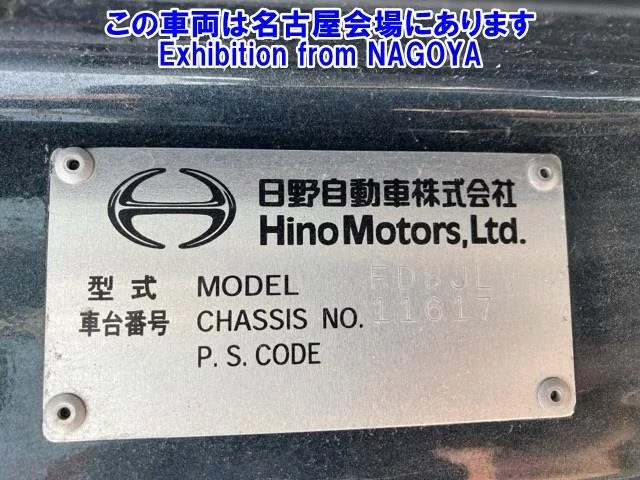 この車両は名古屋会場にあります
Exhibition from NAGOYA
日野自動車株式会社
Hino Motors, Ltd.
型式 MODEL FD8JL
車台番号 CHASSIS NO. 11617
P. S. CODE